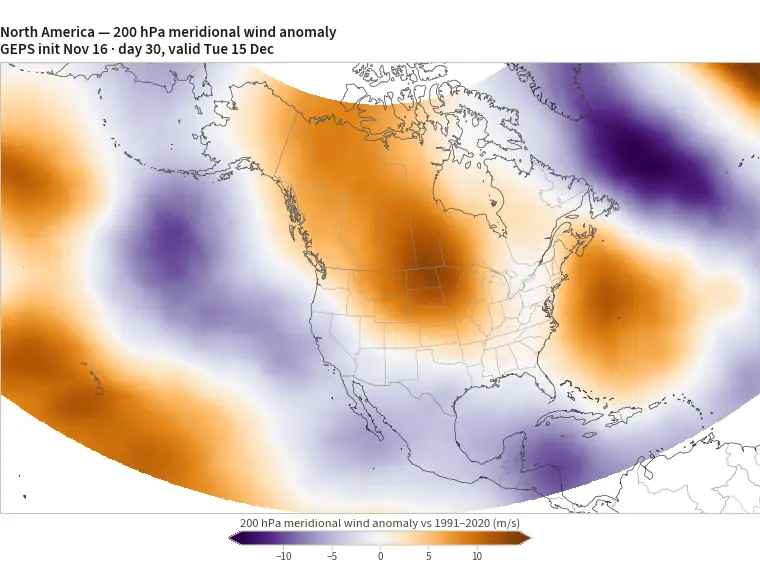 North America — 200 hPa meridional wind anomaly
GEPS init Nov 16 · day 30, valid Tue 15 Dec
200 hPa meridional wind anomaly vs 1991–2020 (m/s)
−10 −5 0 5 10